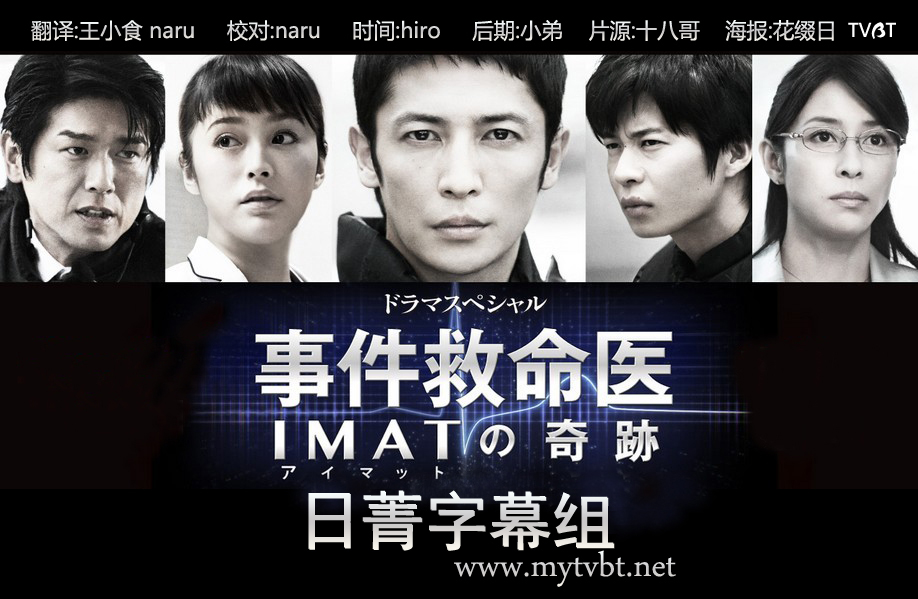 翻译:王小食 naru 校对:naru 时间:hiro 后期:小弟 片源:十八哥 海报:花缀日 TVBT
ドラマスペシャル
事件救命医
IMATの奇跡
アイマット
日菁字幕组
www.mytvbt.net